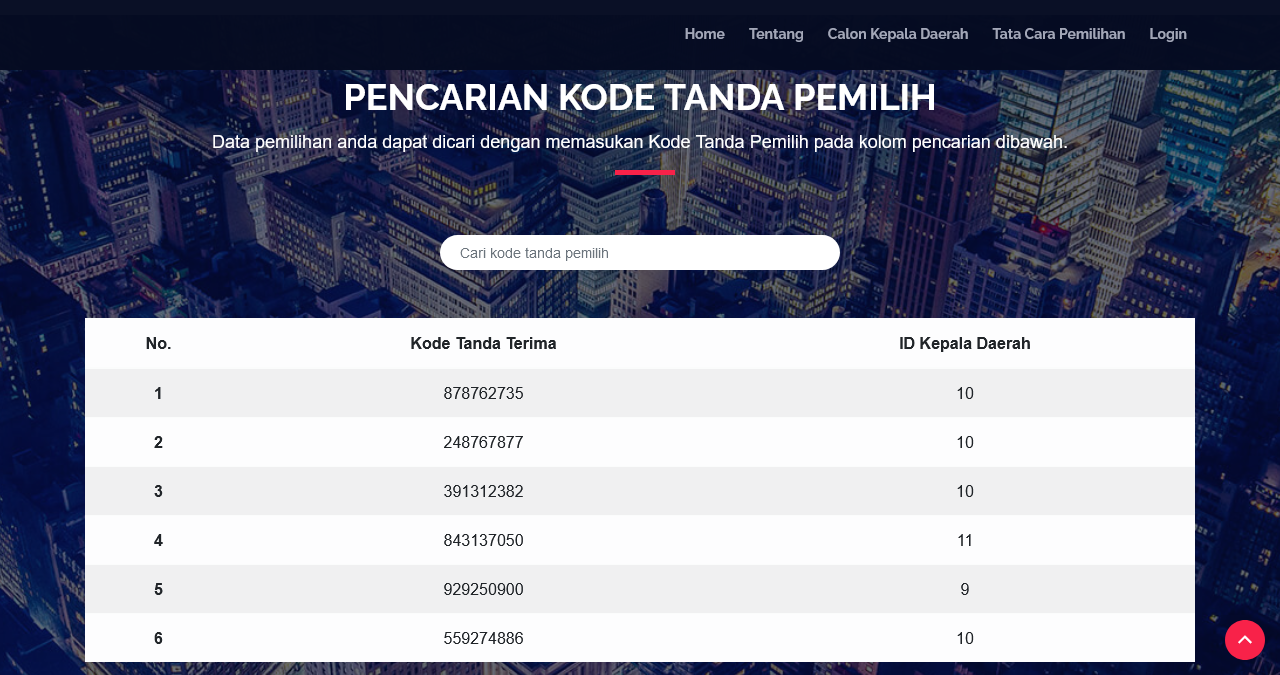 Home Tentang Calon Kepala Daerah Tata Cara Pemilihan Login
PENCARIAN KODE TANDA PEMILIH
Data pemilihan anda dapat dicari dengan memasukan Kode Tanda Pemilih pada kolom pencarian dibawah.
Cari kode tanda pemilih
No. Kode Tanda Terima ID Kepala Daerah
1 878762735 10
2 248767877 10
3 391312382 10
4 843137050 11
5 929250900 9
6 559274886 10